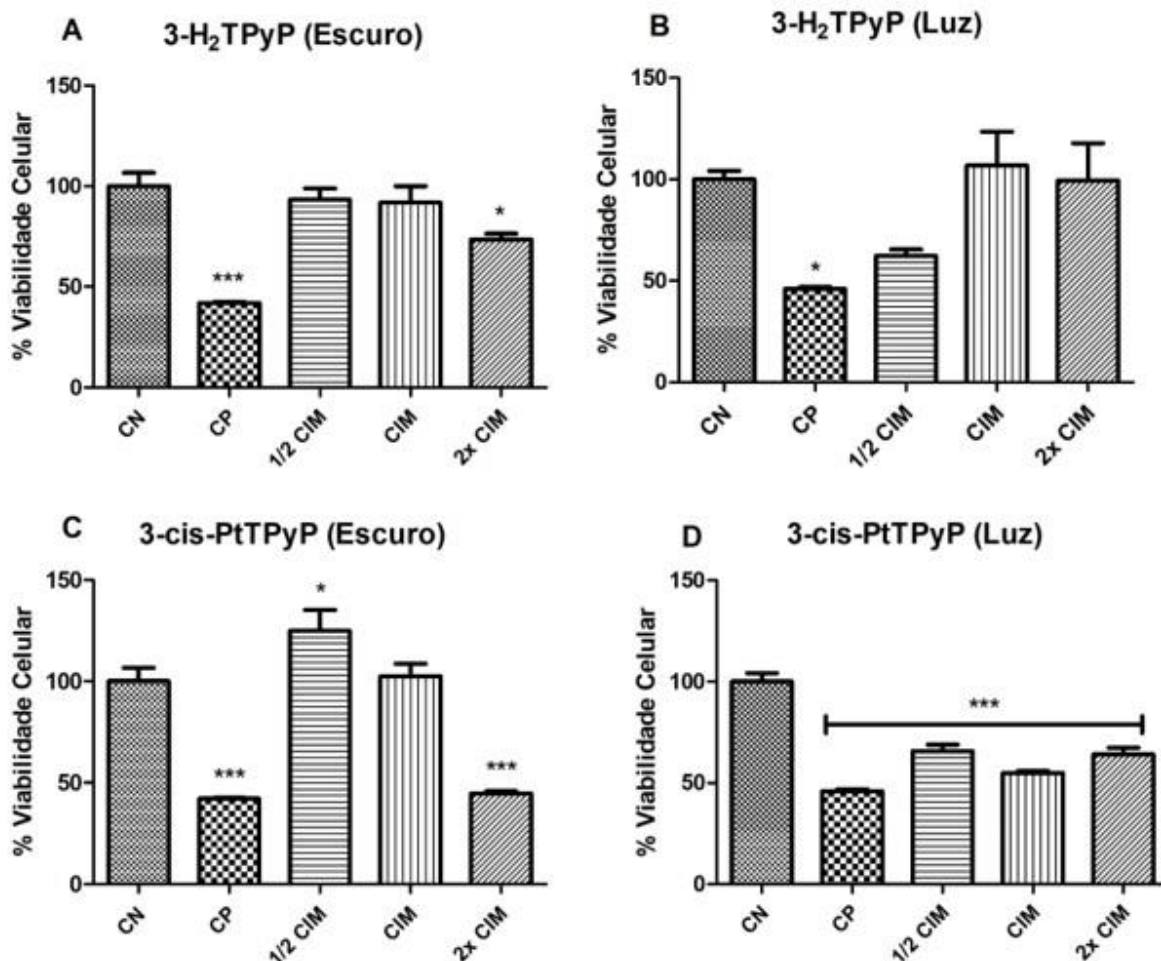 A
3-H₂TPyP (Escuro)
% Viabilidade Celular
150
100
50
0
***
*
CN
CP
1/2 CIM
CIM
2x CIM
B
3-H₂TPyP (Luz)
% Viabilidade Celular
150
100
50
0
*
CN
CP
1/2 CIM
CIM
2x CIM
C
3-cis-PtTPyP (Escuro)
% Viabilidade Celular
150
100
50
0
***
*
***
CN
CP
1/2 CIM
CIM
2x CIM
D
3-cis-PtTPyP (Luz)
% Viabilidade Celular
150
100
50
0
***
CN
CP
1/2 CIM
CIM
2x CIM